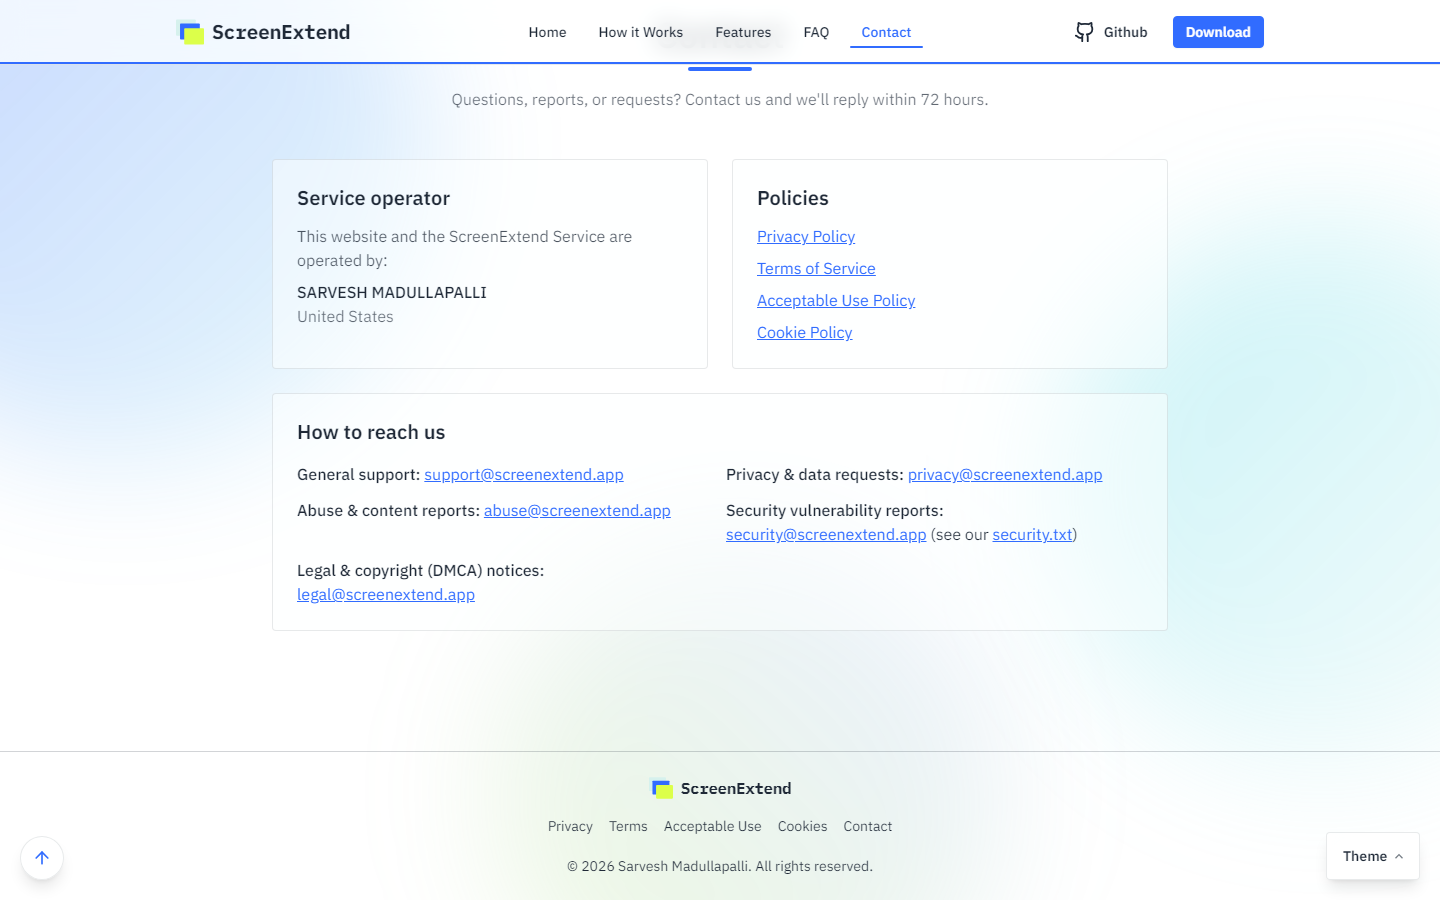 ScreenExtend
Home
How it Works
Features
FAQ
Contact
Github
Download
Questions, reports, or requests? Contact us and we'll reply within 72 hours.
Service operator
This website and the ScreenExtend Service are
operated by:
SARVESH MADULLAPALLI
United States
Policies
Privacy Policy
Terms of Service
Acceptable Use Policy
Cookie Policy
How to reach us
General support: support@screenextend.app
Privacy & data requests: privacy@screenextend.app
Abuse & content reports: abuse@screenextend.app
Security vulnerability reports:
security@screenextend.app (see our security.txt)
Legal & copyright (DMCA) notices:
legal@screenextend.app
ScreenExtend
Privacy
Terms
Acceptable Use
Cookies
Contact
© 2026 Sarvesh Madullapalli. All rights reserved.
Theme